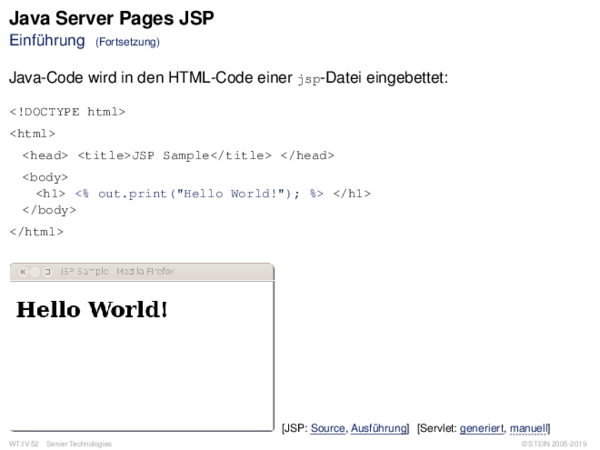 Java Server Pages JSP
Einführung (Fortsetzung)
Java-Code wird in den HTML-Code einer jsp-Datei eingebettet:
<!DOCTYPE html>
<html>
<head> <title>JSP Sample</title> </head>
<body>
<h1> <% out.print("Hello World!"); %> </h1>
</body>
</html>
JSP Sample - Mozilla Firefox
Hello World!
[JSP: Source, Ausführung] [Servlet: generiert, manuell]
WT:IV-52 Server Technologies © STEIN 2005-2019